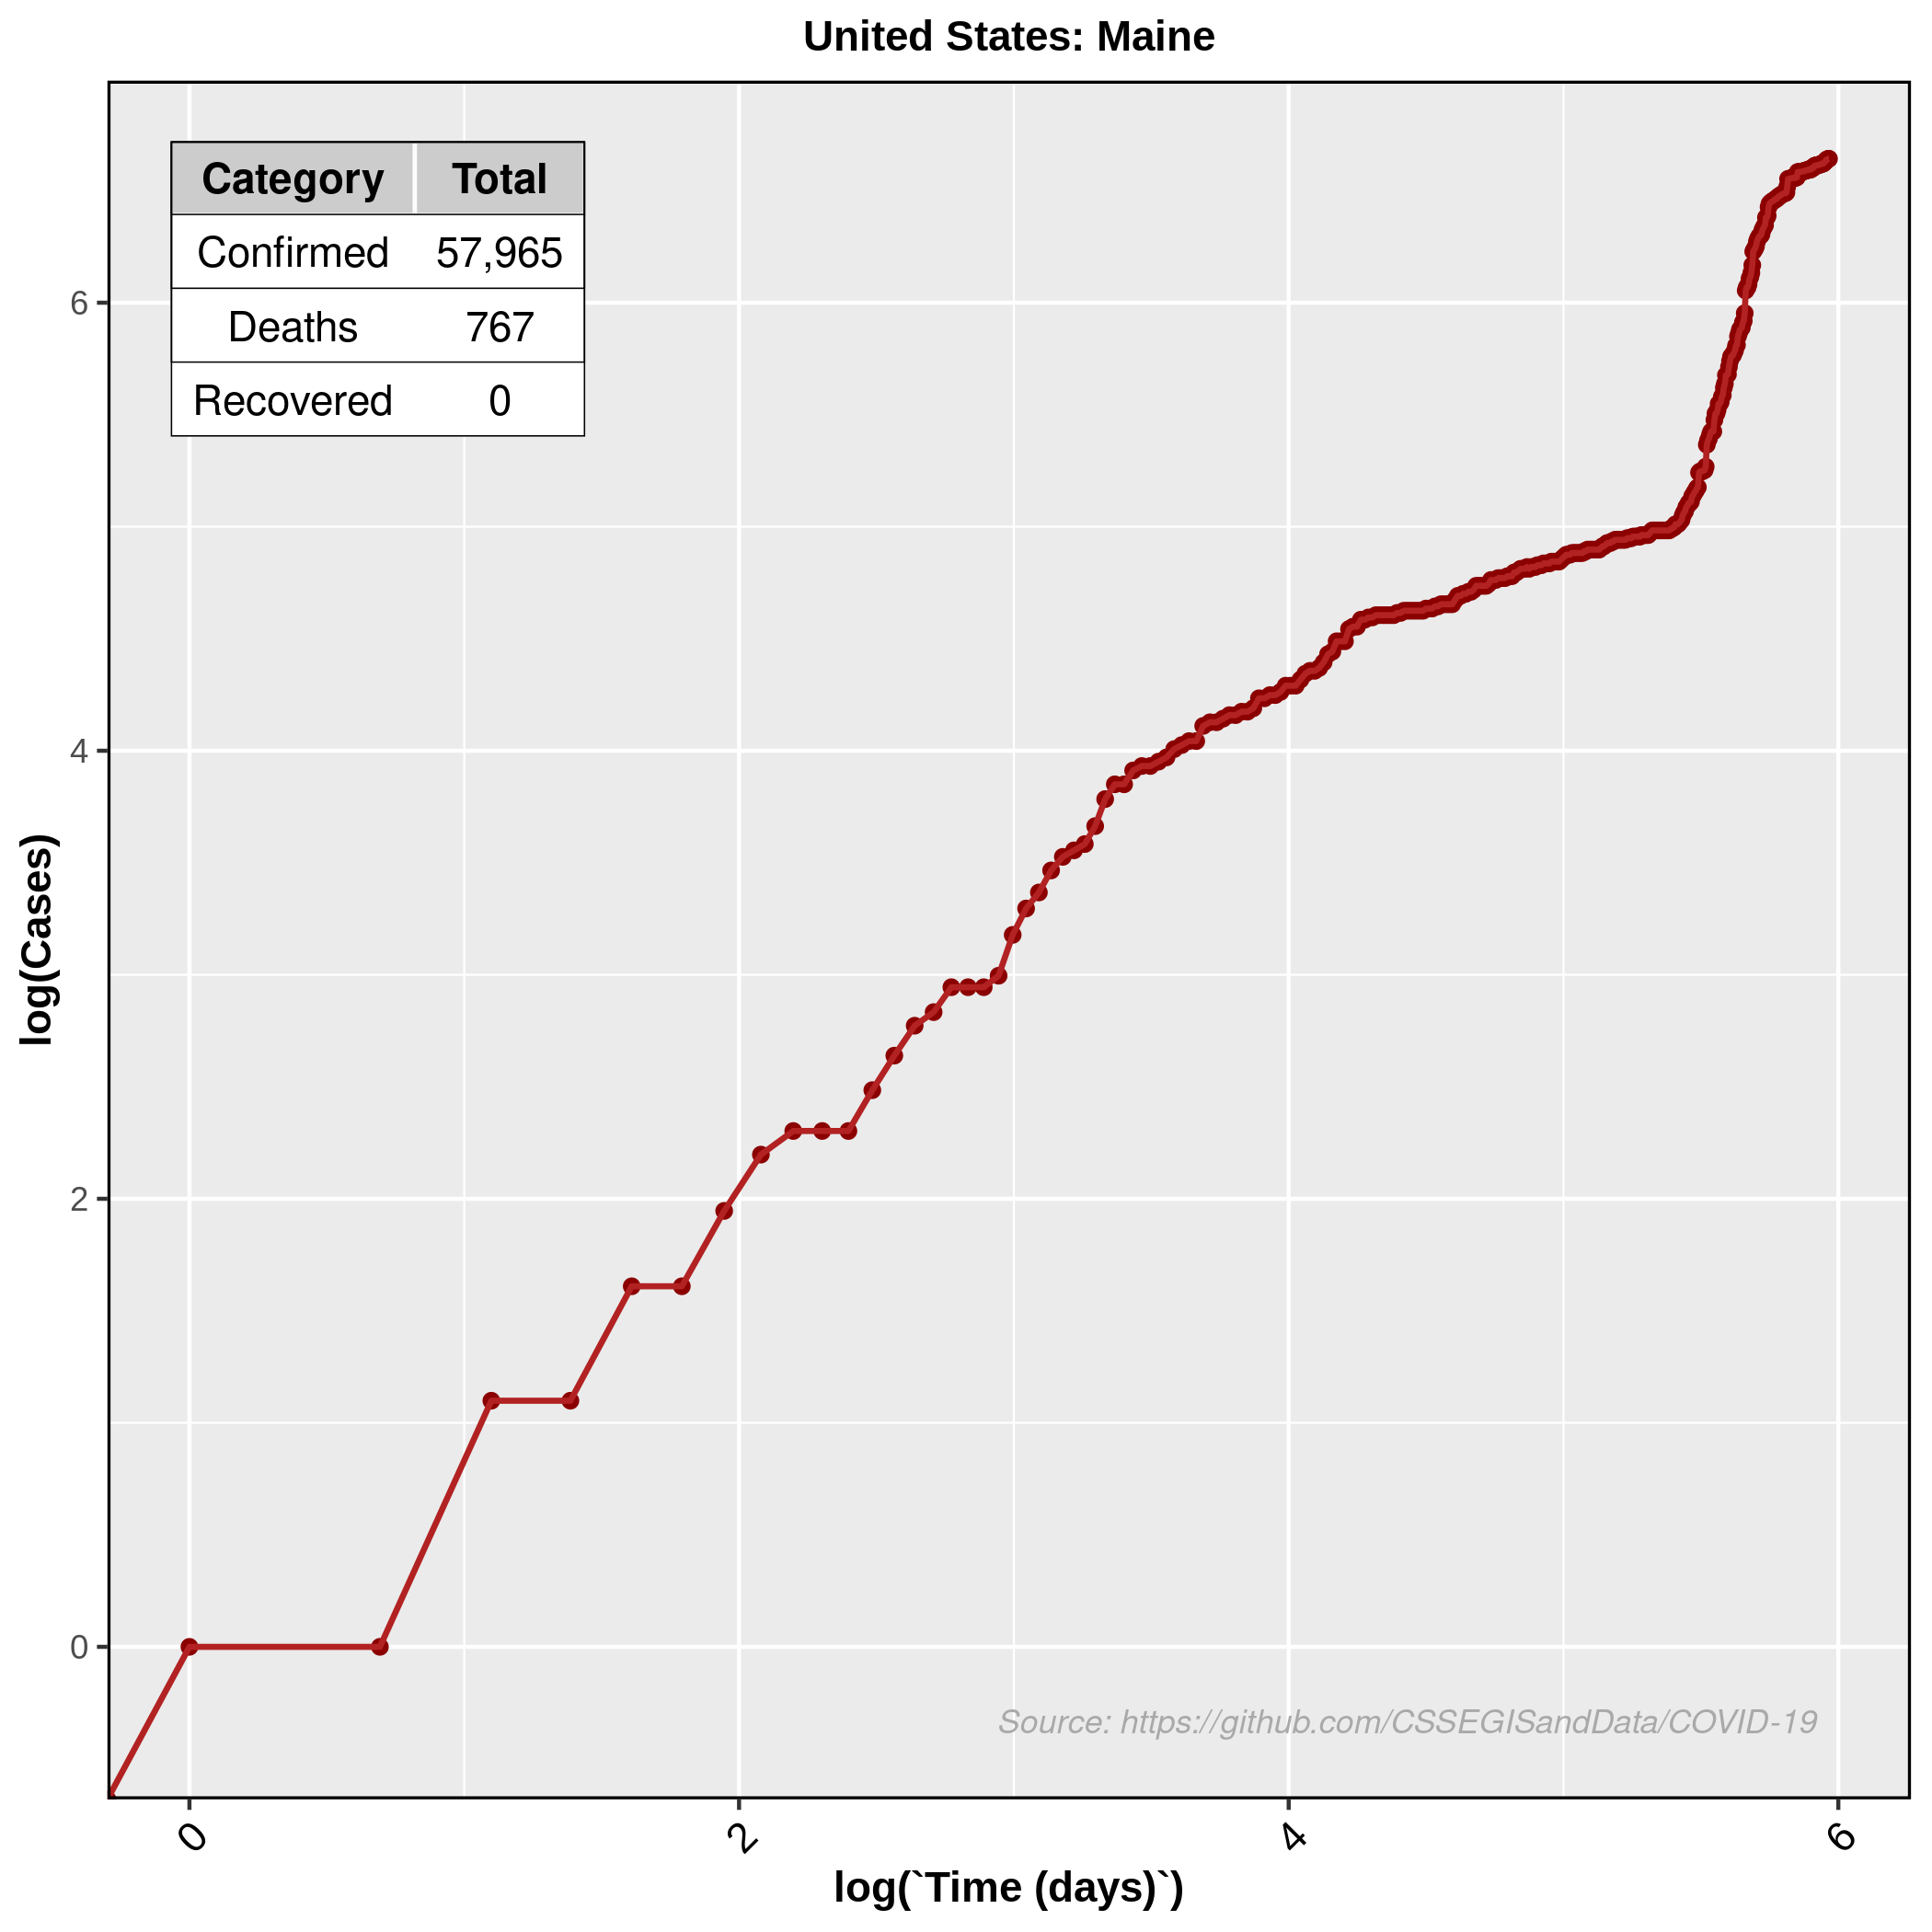 United States: Maine
Category Total
Confirmed 57,965
Deaths 767
Recovered 0
6
4
2
0
log(Cases)
Source: https://github.com/CSSEGISandData/COVID-19
0 2 4 6
log(`Time (days)`)